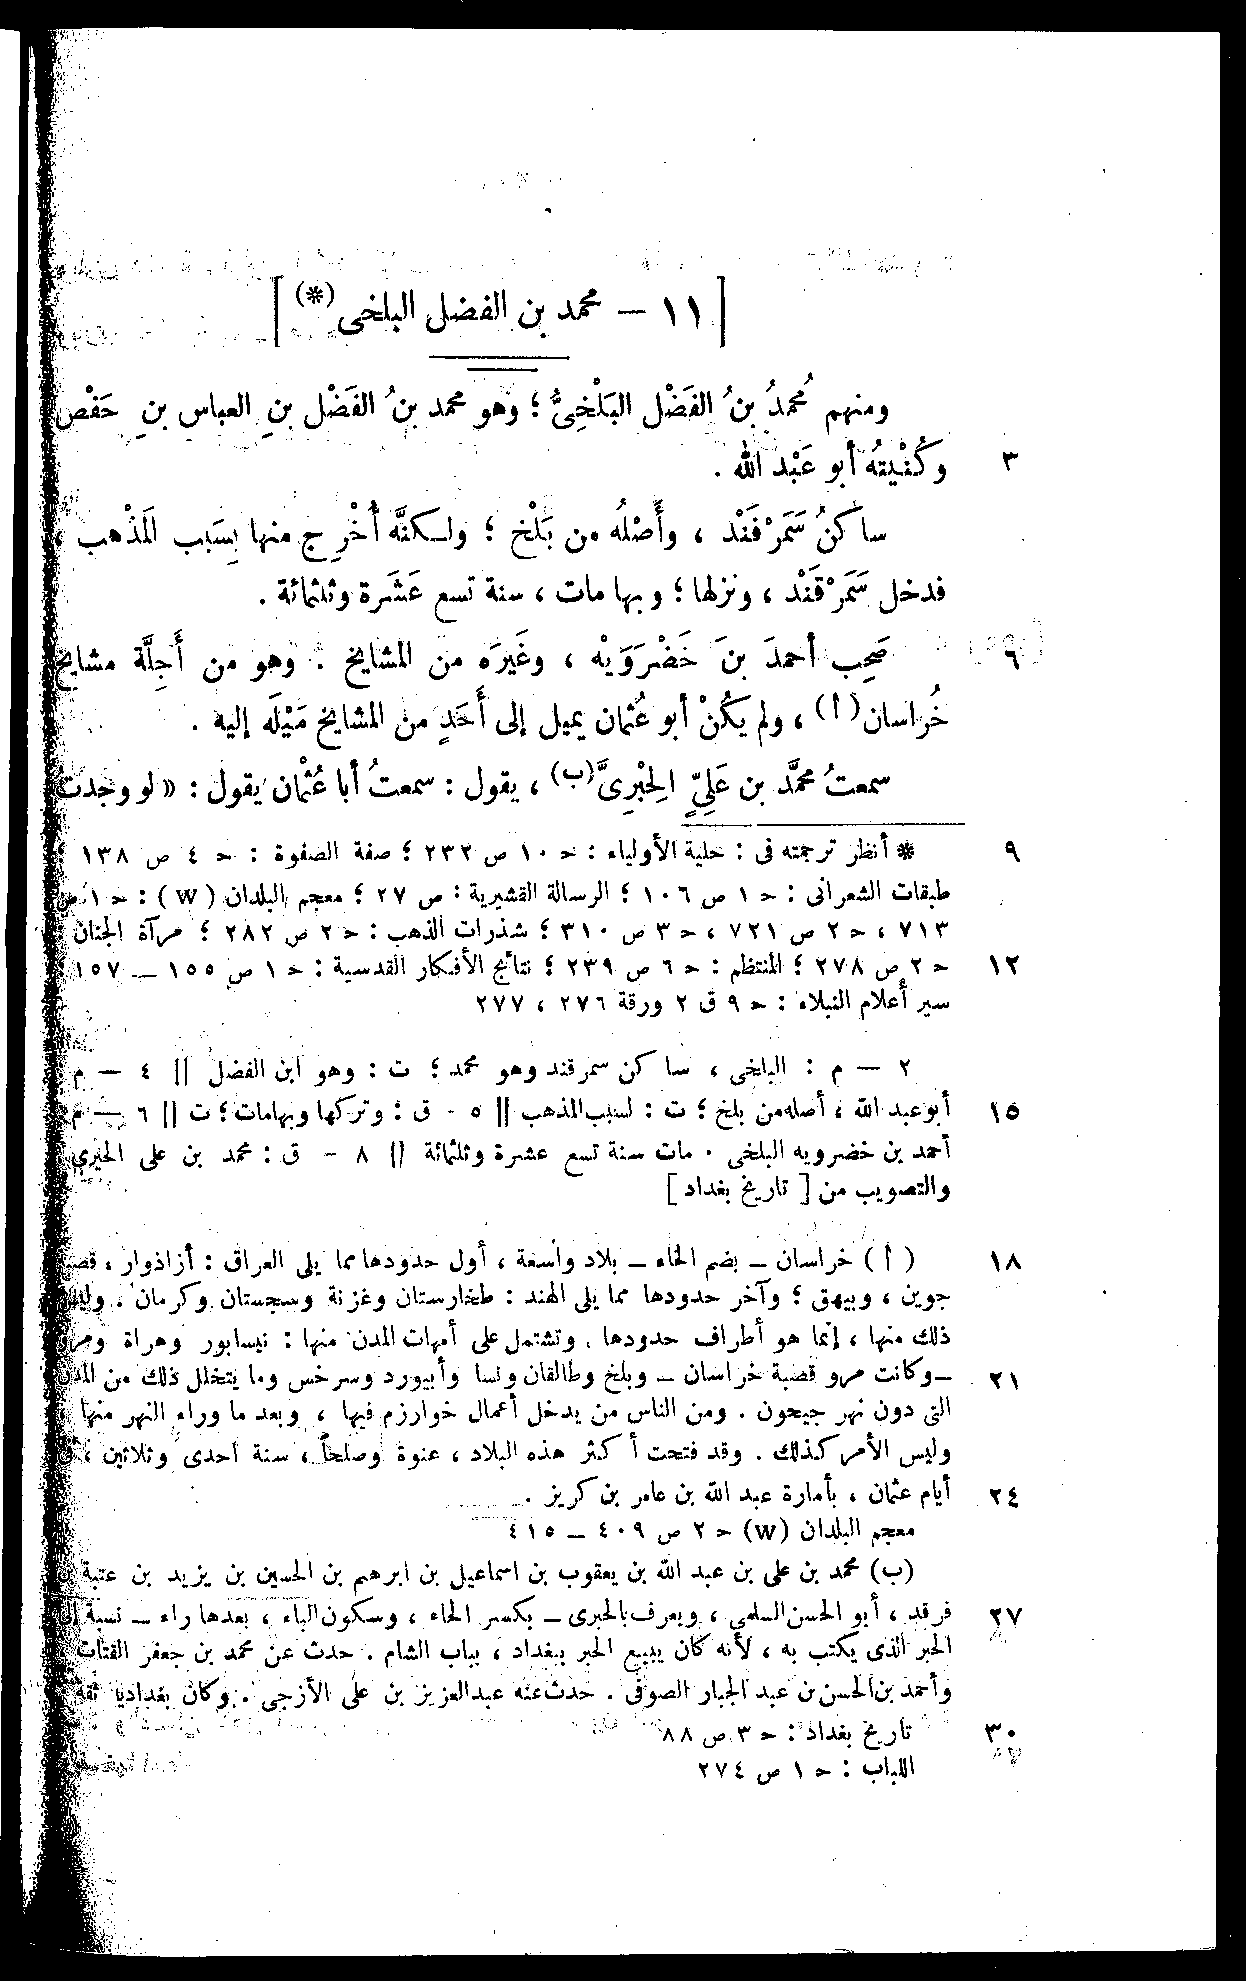 [ ١١ — محمد بن الفضل البلخى (*) ]
ومنهم مُحمدُ بنُ الفَضْل البَلْخِىُّ ؛ وهو محمد بنُ الفَضْل بنِ العباس بنِ حَفْص
٣ وكُنْيتهُ أبو عَبْد الله .
ساكنُ سَمَرْقَنْد ، وأَصْلُه من بَلْخ ؛ ولكنَّه أُخْرِج منها بِسَبب المَذْهب ،
فدخل سَمَرْقَنْد ، ونزلها ؛ وبها مات ، سنة تسع عَشَرة وثلثمائة .
٦ صَحِب أحمدَ بنَ خَضْرَوَيْه ، وغَيرَه من المشايخ . وهو من أَجِلَّة مشايخ
خُراسان (أ) ، ولم يكُنْ أبو عُثمان يميل إلى أَحَدٍ من المشايخ مَيْلَه إليه .
سمعتُ محمَّد بن عَلِيٍّ الحِبْرِىَّ (ب) ، يقول : سمعتُ أبا عُثْمان يقول : « لو وجدتُ
٩ * أنظر ترجمته فى : حلية الأولياء : حـ ١٠ ص ٢٣٢ ؛ صفة الصفوة : حـ ٤ ص ١٣٨ ؛
طبقات الشعرانى : حـ ١ ص ١٠٦ ؛ الرسالة القشيرية : ص ٢٧ ؛ معجم البلدان ( W ) : حـ ١ ص
٧١٣ ، حـ ٢ ص ٧٢١ ، حـ ٣ ص ٣١٠ ؛ شذرات الذهب : حـ ٢ ص ٢٨٢ ؛ مرآة الجنان
١٢ حـ ٢ ص ٢٧٨ ؛ المنتظم : حـ ٦ ص ٢٣٩ ؛ نتائج الأفكار القدسية : حـ ١ ص ١٥٥ — ١٥٧
سير أعلام النبلاء : حـ ٩ ق ٢ ورقة ٢٧٦ ، ٢٧٧
٢ — م : البلخى ، ساكن سمرقند وهو محمد ؛ ت : وهو ابن الفضل || ٤ — م
١٥ أبو عبد الله ، أصله من بلخ ؛ ت : لسبب المذهب || ٥ - ق : وتركها وبها مات ؛ ت || ٦ — م
أحمد بن خضرويه البلخى . مات سنة تسع عشرة وثلثمائة || ٨ - ق : محمد بن على الحيري
والتصويب من [ تاريخ بغداد ]
١٨ ( أ ) خراسان – بضم الخاء – بلاد واسعة ، أول حدودها مما يلى العراق : أزاذوار ،
جوين ، وبيهق ؛ وآخر حدودها مما يلى الهند : طخارستان وغزنة وسجستان وكرمان .
ذلك منها ، إنما هو أطراف حدودها . وتشتمل على أمهات المدن منها : نيسابور وهراة
٢١ – وكانت مرو قصبة خراسان – وبلخ وطالقان ونسا وأبيورد وسرخس وما يتخلل ذلك من المدن
التى دون نهر جيحون . ومن الناس من يدخل أعمال خوارزم فيها ، وبعد ما وراء النهر منها
وليس الأمر كذلك . وقد فتحت أكثر هذه البلاد ، عنوة وصلحاً ، سنة احدى وثلاثين ،
٢٤ أيام عثمان ، بأمارة عبد الله بن عامر بن كريز .
معجم البلدان (W) حـ ٢ ص ٤٠٩ — ٤١٥
(ب) محمد بن على بن عبد الله بن يعقوب بن اسماعيل بن ابرهيم بن الحسين بن يزيد بن عتبة
٢٧ فرقد ، أبو الحسن السلمى ، ويعرف بالحبرى – بكسر الحاء ، وسكون الباء ، بعدها راء – نسبة
الحبر الذى يكتب به ، لأنه كان يبيع الحبر ببغداد ، بباب الشام . حدث عن محمد بن جعفر القتات
وأحمد بن الحسن بن عبد الجبار الصوفى . حدث عنه عبد العزيز بن على الأزجى . وكان بغداديا ثقة
٣٠ تاريخ بغداد : حـ ٣ ص ٨٨
اللباب : حـ ١ ص ٢٧٤